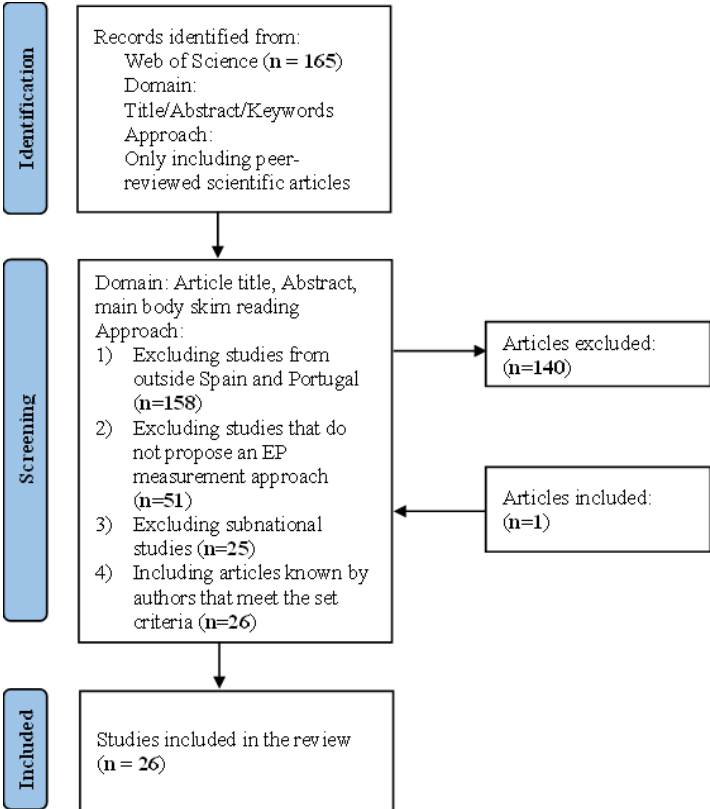 Identification
Records identified from:
Web of Science (n = 165)
Domain:
Title/Abstract/Keywords
Approach:
Only including peer-
reviewed scientific articles
Screening
Domain: Article title, Abstract,
main body skim reading
Approach:
1) Excluding studies from
outside Spain and Portugal
(n=158)
2) Excluding studies that do
not propose an EP
measurement approach
(n=51)
3) Excluding subnational
studies (n=25)
4) Including articles known by
authors that meet the set
criteria (n=26)
Articles excluded:
(n=140)
Articles included:
(n=1)
Included
Studies included in the review
(n = 26)